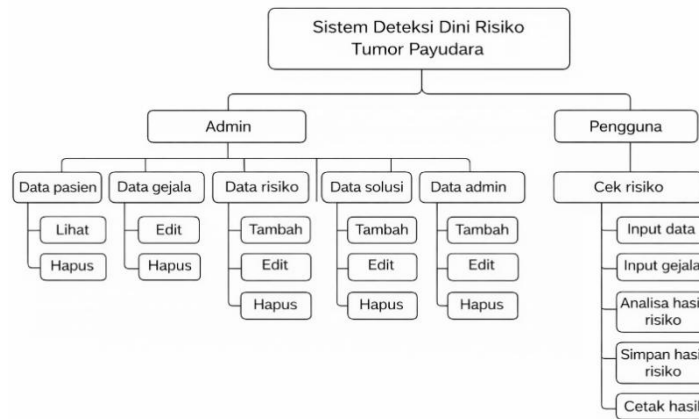 Sistem Deteksi Dini Risiko
Tumor Payudara
Admin
Pengguna
Data pasien
Data gejala
Data risiko
Data solusi
Data admin
Cek risiko
Lihat
Hapus
Edit
Hapus
Tambah
Edit
Hapus
Tambah
Edit
Hapus
Tambah
Edit
Hapus
Input data
Input gejala
Analisa hasil
risiko
Simpan hasil
risiko
Cetak hasil